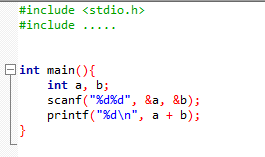 #include <stdio.h>
#include .....
int main(){
int a, b;
scanf("%d%d", &a, &b);
printf("%d\n", a + b);
}